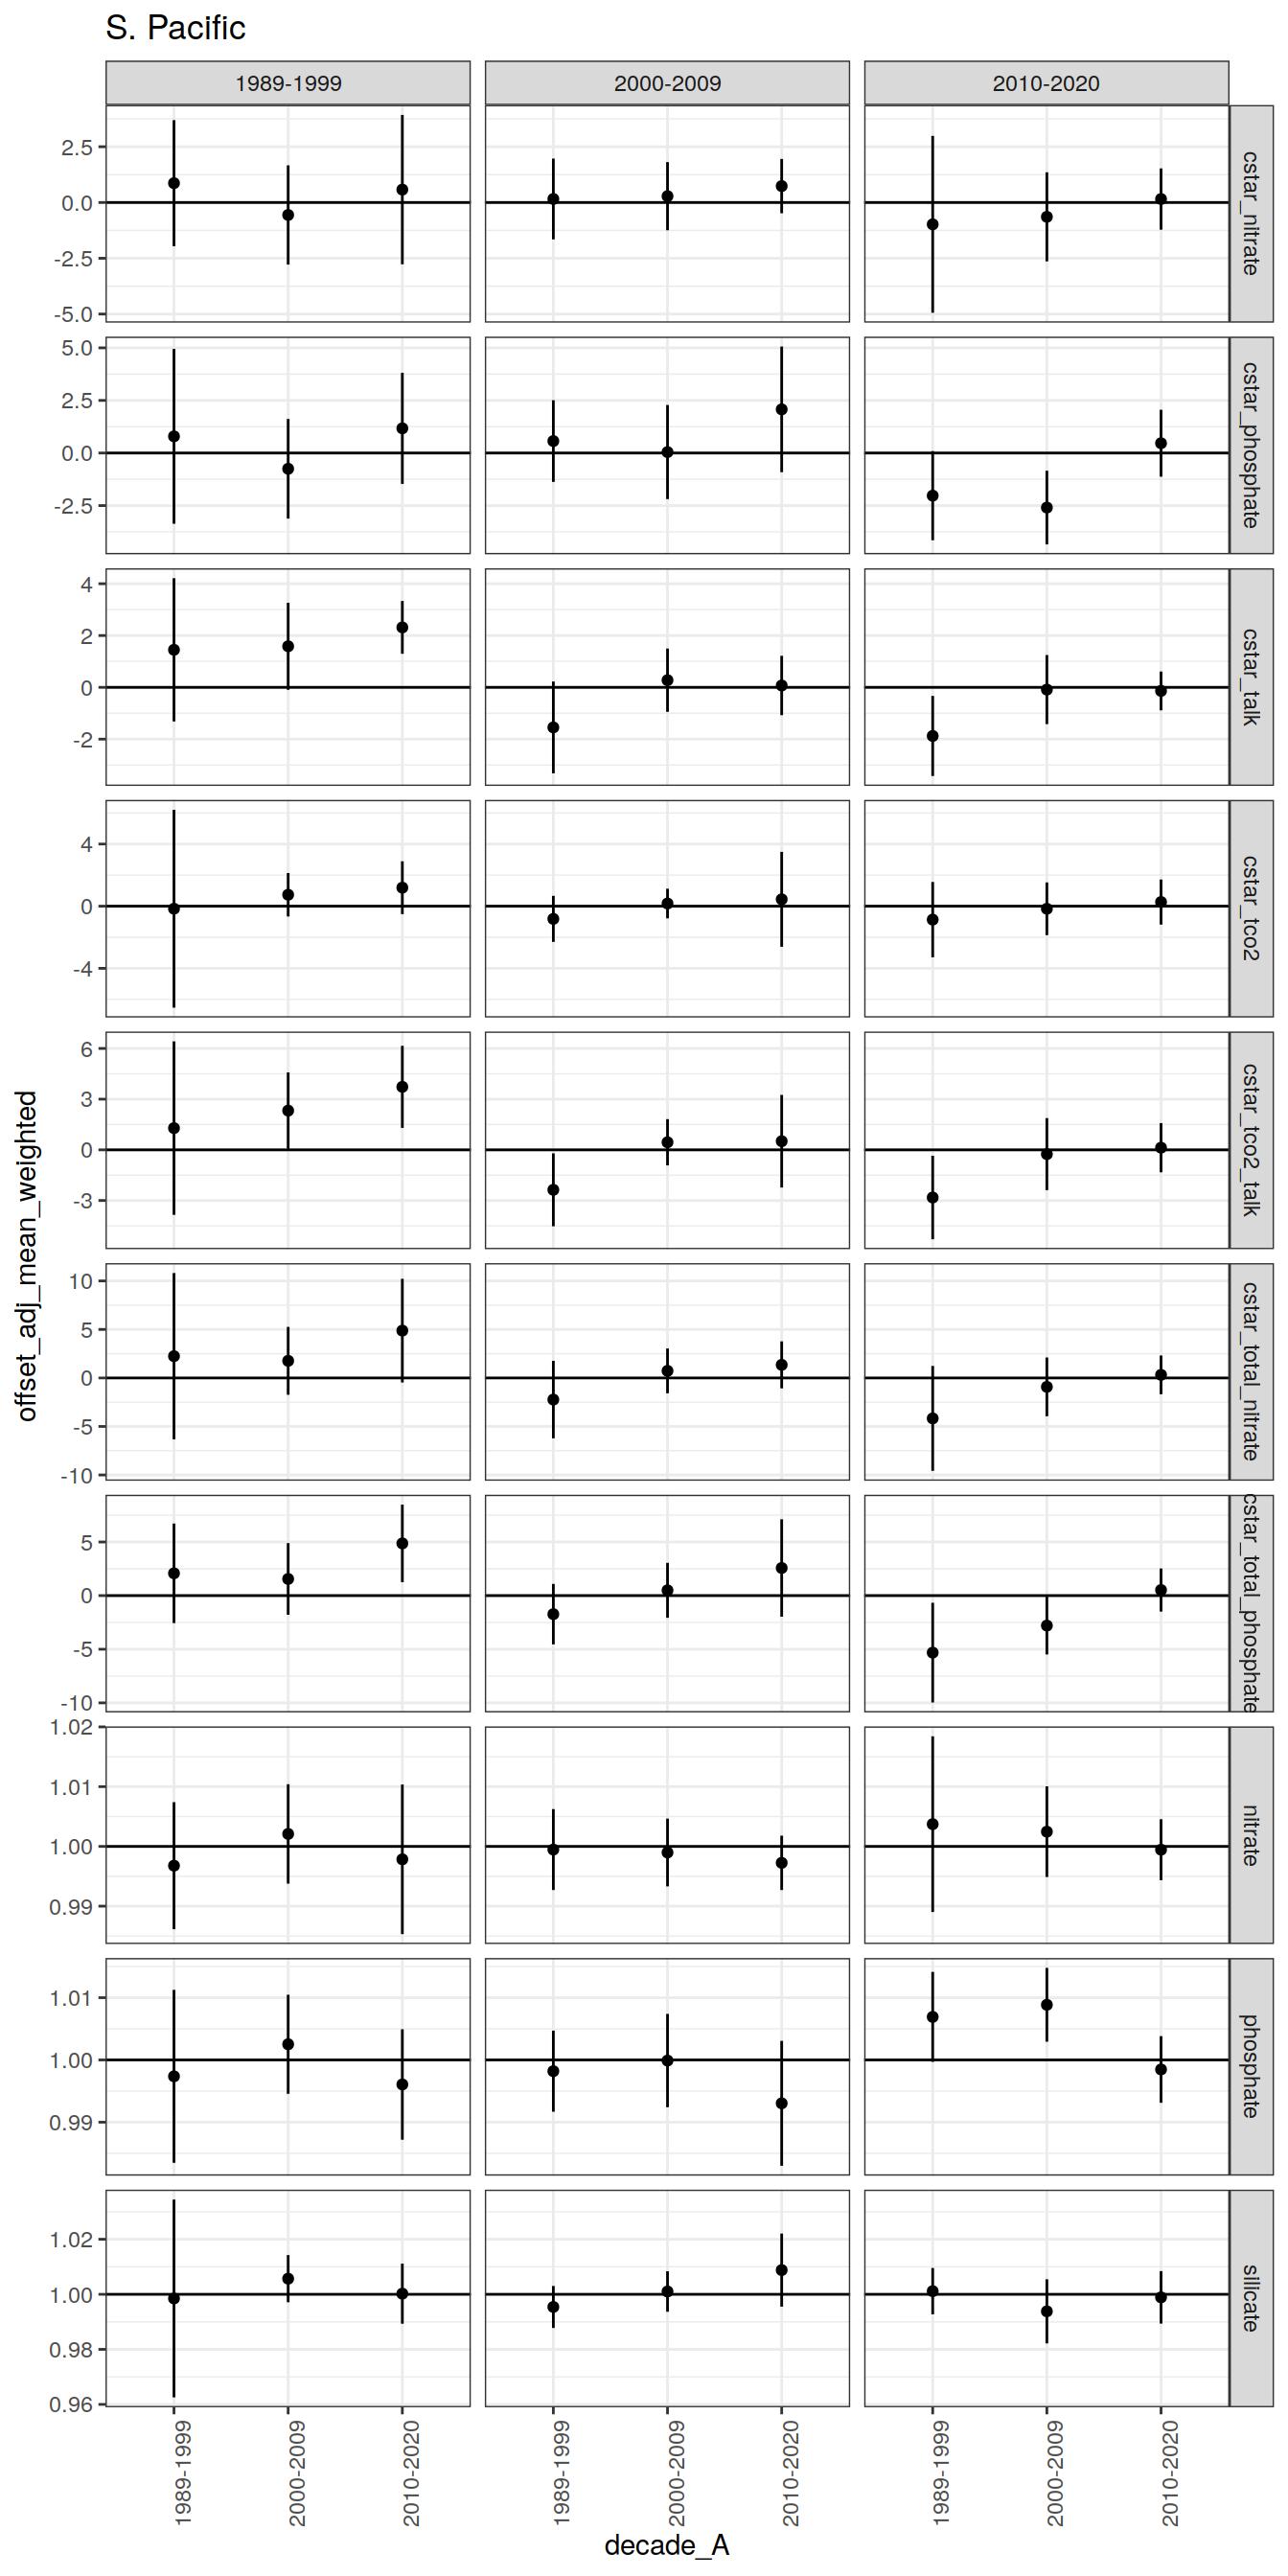 S. Pacific
1989-1999 2000-2009 2010-2020
2.5
0.0
-2.5
-5.0
cstar_nitrate
5.0
2.5
0.0
-2.5
cstar_phosphate
4
2
0
-2
cstar_talk
4
0
-4
cstar_tco2
6
3
0
-3
cstar_tco2_talk
10
5
0
-5
-10
cstar_total_nitrate
5
0
-5
-10
cstar_total_phosphate
1.02
1.01
1.00
0.99
nitrate
1.01
1.00
0.99
phosphate
1.02
1.00
0.98
0.96
silicate
offset_adj_mean_weighted
1989-1999 2000-2009 2010-2020 1989-1999 2000-2009 2010-2020 1989-1999 2000-2009 2010-2020
decade_A